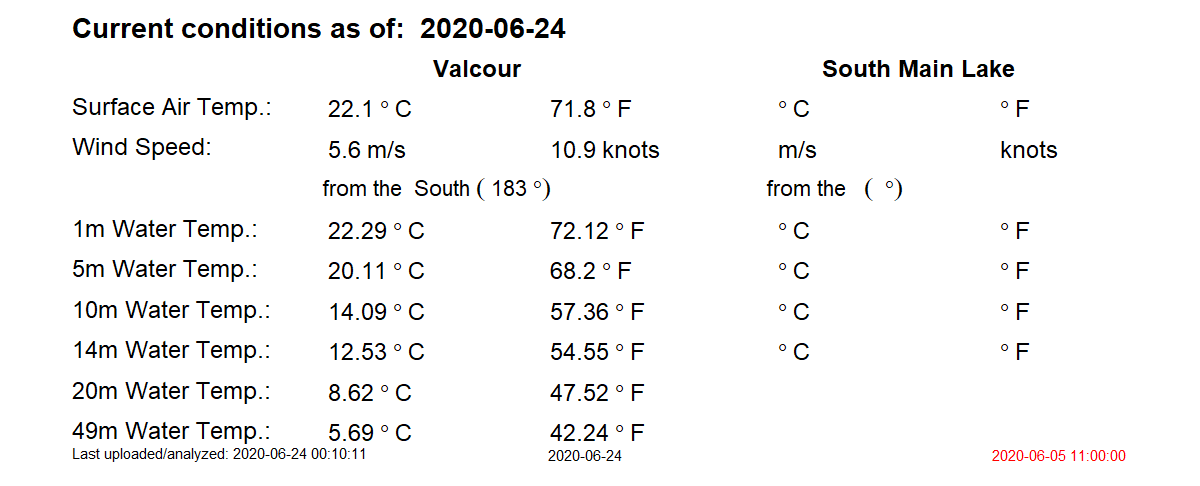 Current conditions as of: 2020-06-24
Valcour South Main Lake
Surface Air Temp.: 22.1 ° C 71.8 ° F ° C ° F
Wind Speed: 5.6 m/s 10.9 knots m/s knots
from the South ( 183 °) from the ( °)
1m Water Temp.: 22.29 ° C 72.12 ° F ° C ° F
5m Water Temp.: 20.11 ° C 68.2 ° F ° C ° F
10m Water Temp.: 14.09 ° C 57.36 ° F ° C ° F
14m Water Temp.: 12.53 ° C 54.55 ° F ° C ° F
20m Water Temp.: 8.62 ° C 47.52 ° F
49m Water Temp.: 5.69 ° C 42.24 ° F
Last uploaded/analyzed: 2020-06-24 00:10:11 2020-06-24 2020-06-05 11:00:00